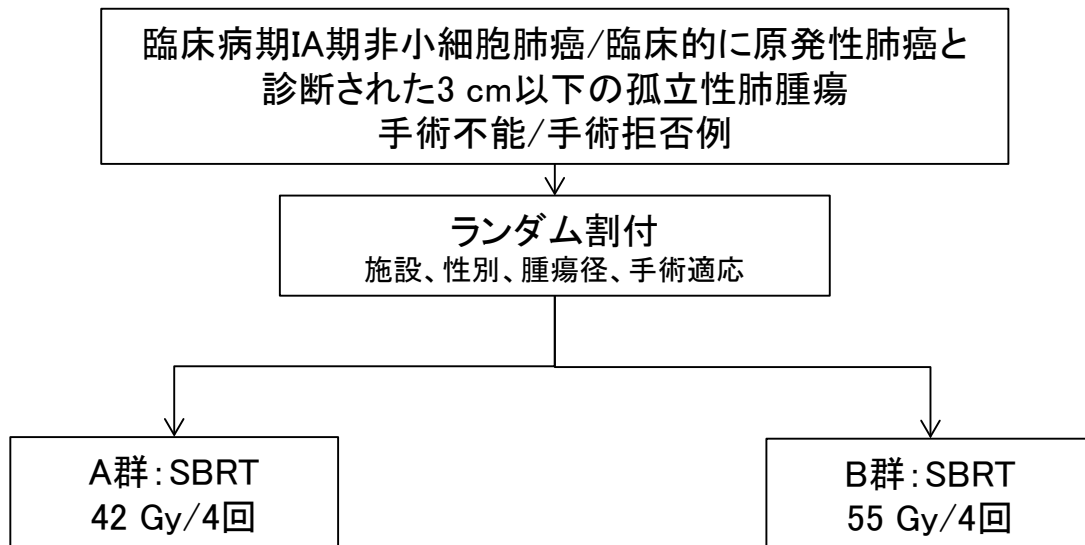 臨床病期IA期非小細胞肺癌/臨床的に原発性肺癌と
診断された3 cm以下の孤立性肺腫瘍
手術不能/手術拒否例
ランダム割付
施設、性別、腫瘍径、手術適応
A群：SBRT
42 Gy/4回
B群：SBRT
55 Gy/4回